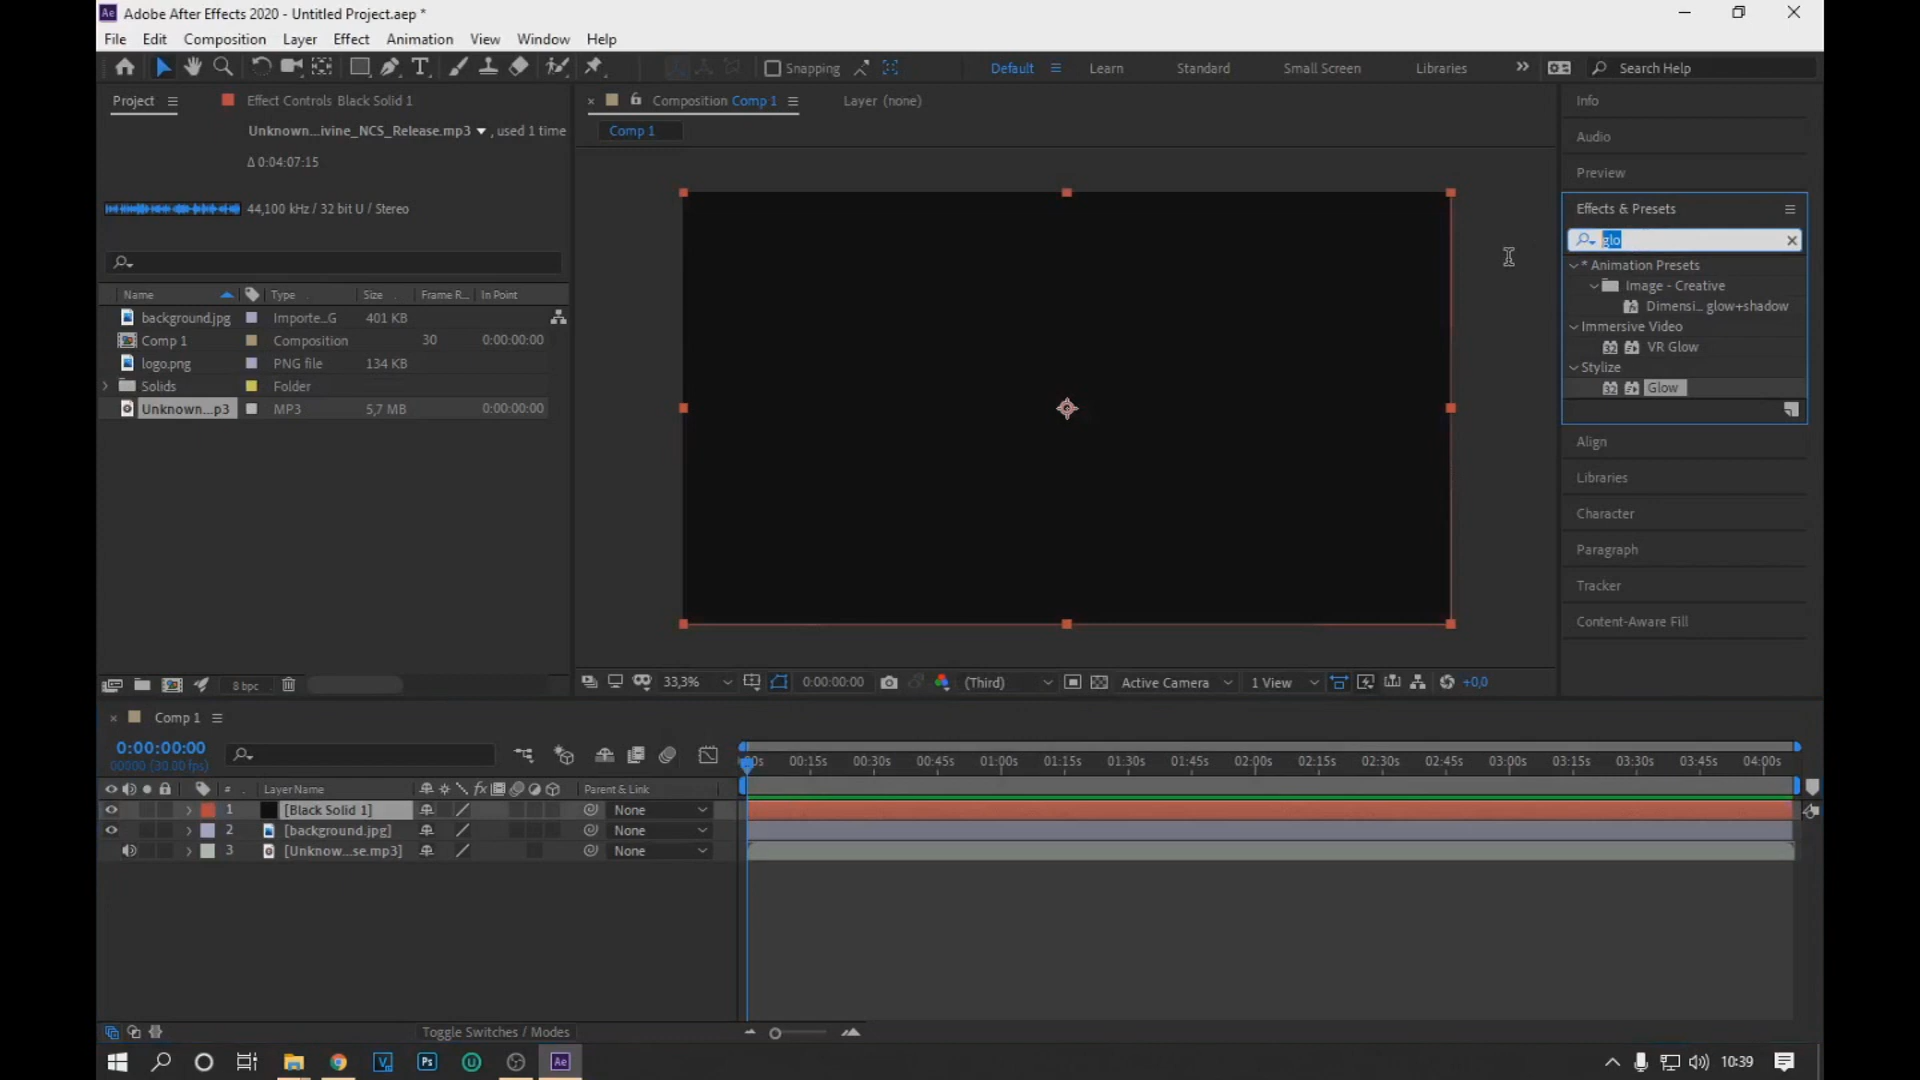 Ae Adobe After Effects 2020 - Untitled Project.aep *
File Edit Composition Layer Effect Animation View Window Help
Snapping Default Learn Standard Small Screen Libraries Search Help
Project Effect Controls Black Solid 1
Unknown...ivine_NCS_Release.mp3 , used 1 time
Δ 0:04:07:15
44,100 kHz / 32 bit U / Stereo
Name Type Size Frame R... In Point
background.jpg Importe...G 401 KB
Comp 1 Composition 30 0:00:00:00
logo.png PNG file 134 KB
Solids Folder
Unknown...p3 MP3 5,7 MB 0:00:00:00
8 bpc
Composition Comp 1 Layer (none)
Comp 1
33,3% 0:00:00:00 (Third) Active Camera 1 View +0,0
Info
Audio
Preview
Effects & Presets
glo
* Animation Presets
Image - Creative
Dimensi... glow+shadow
Immersive Video
32 VR Glow
Stylize
32 Glow
Align
Libraries
Character
Paragraph
Tracker
Content-Aware Fill
Comp 1
0:00:00:00
00000 (30.00 fps)
00s 00:15s 00:30s 00:45s 01:00s 01:15s 01:30s 01:45s 02:00s 02:15s 02:30s 02:45s 03:00s 03:15s 03:30s 03:45s 04:00s
# Layer Name fx Parent & Link
1 [Black Solid 1] None
2 [background.jpg] None
3 [Unknow...se.mp3] None
Toggle Switches / Modes
Ps Ae 10:39